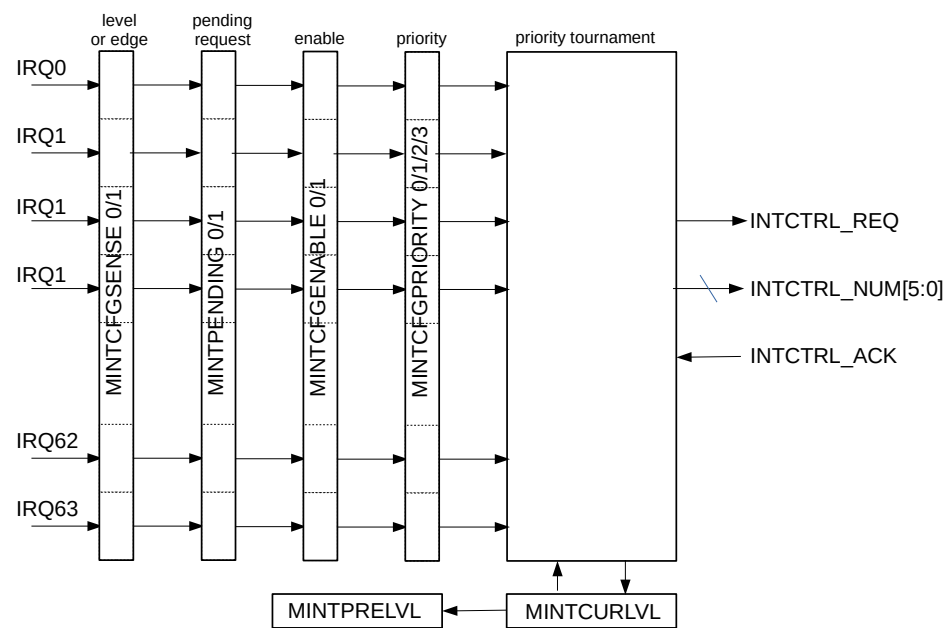 level
or edge
pending
request
enable
priority
priority tournament
IRQ0
IRQ1
IRQ1
IRQ1
IRQ62
IRQ63
MINTCFGSENSE 0/1
MINTPENDING 0/1
MINTCFGENABLE 0/1
MINTCFGPRIORITY 0/1/2/3
INTCTRL_REQ
INTCTRL_NUM[5:0]
INTCTRL_ACK
MINTPRELVL
MINTCURLVL